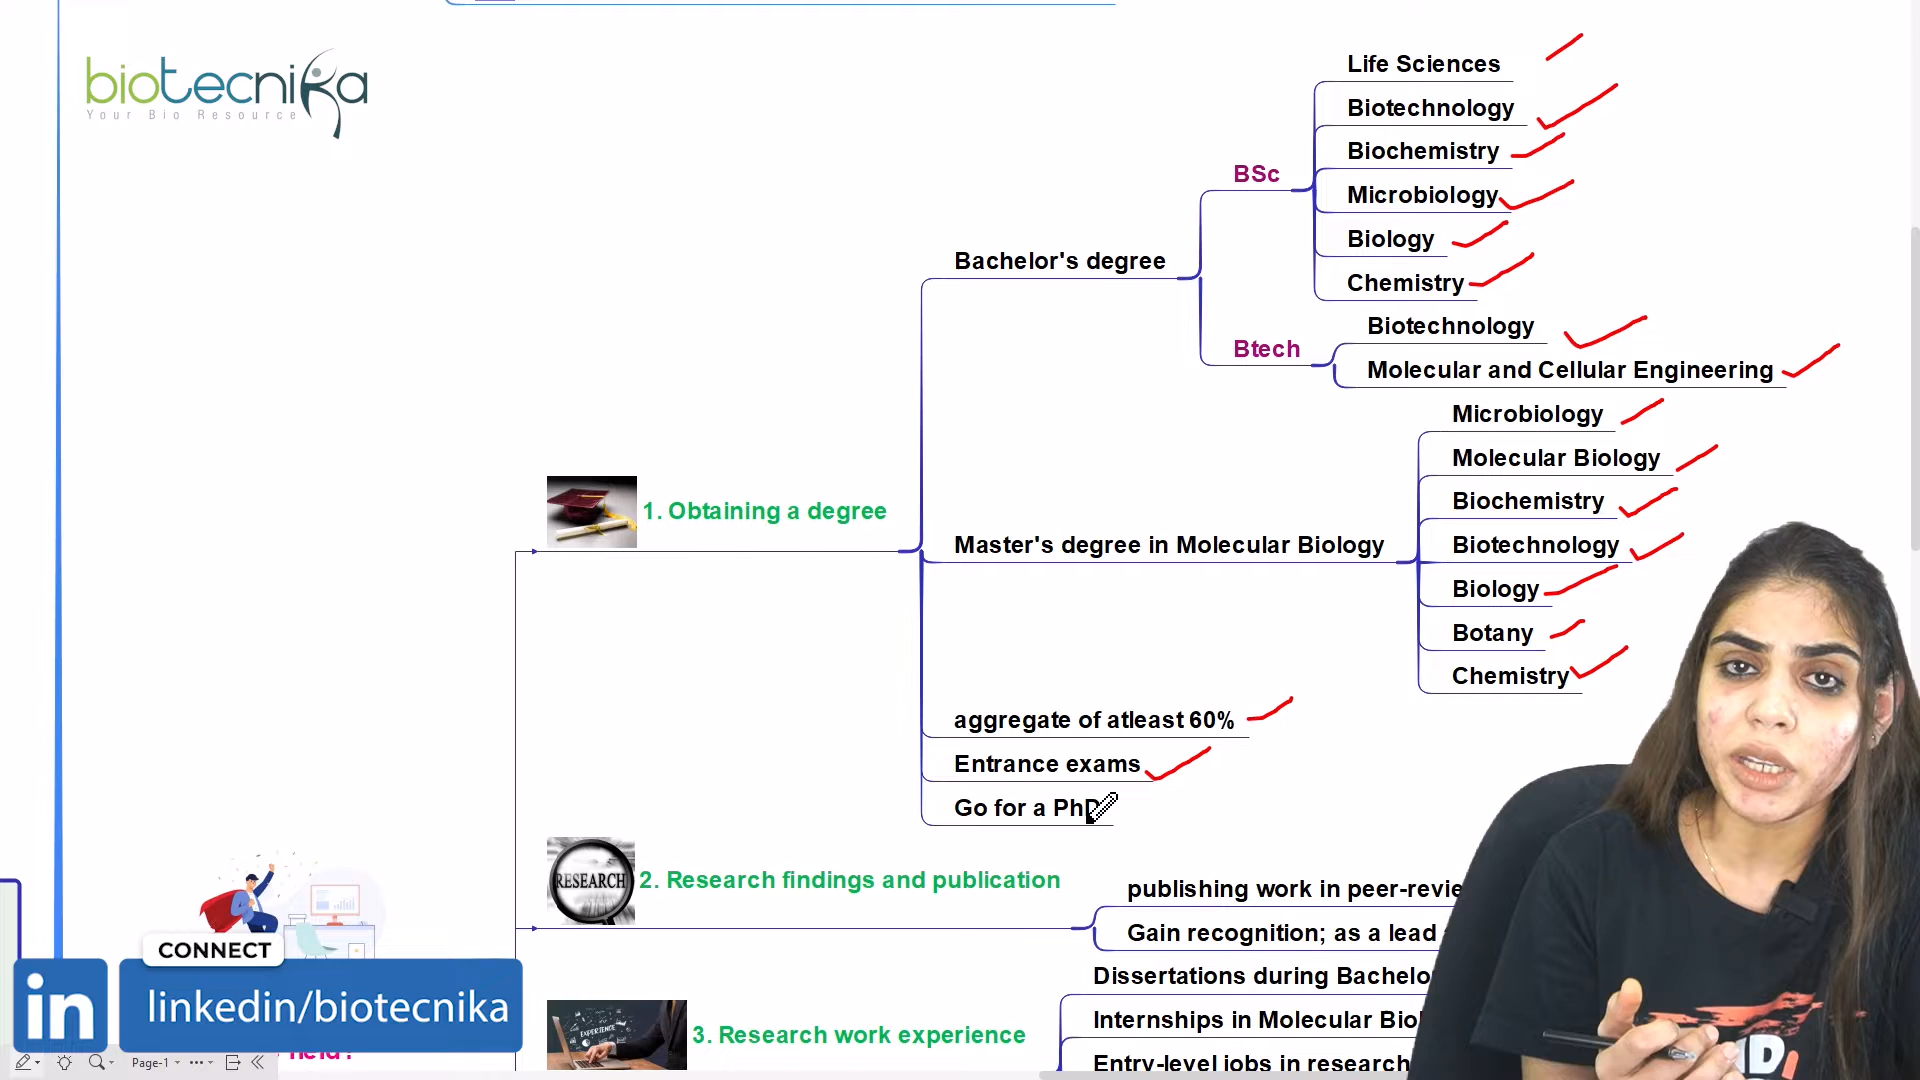 biotecnika
Your Bio Resource
Life Sciences
Biotechnology
Biochemistry
Microbiology
Biology
Chemistry
BSc
Bachelor's degree
Btech
Biotechnology
Molecular and Cellular Engineering
Microbiology
Molecular Biology
Biochemistry
Biotechnology
Biology
Botany
Chemistry
1. Obtaining a degree
Master's degree in Molecular Biology
aggregate of atleast 60%
Entrance exams
Go for a PhD
RESEARCH
2. Research findings and publication
publishing work in peer-revie
Gain recognition; as a lead
Dissertations during Bachelo
Internships in Molecular Biol
Entry-level jobs in research
EXPERIENCE
3. Research work experience
CONNECT
in
linkedin/biotecnika
field?
Page-1